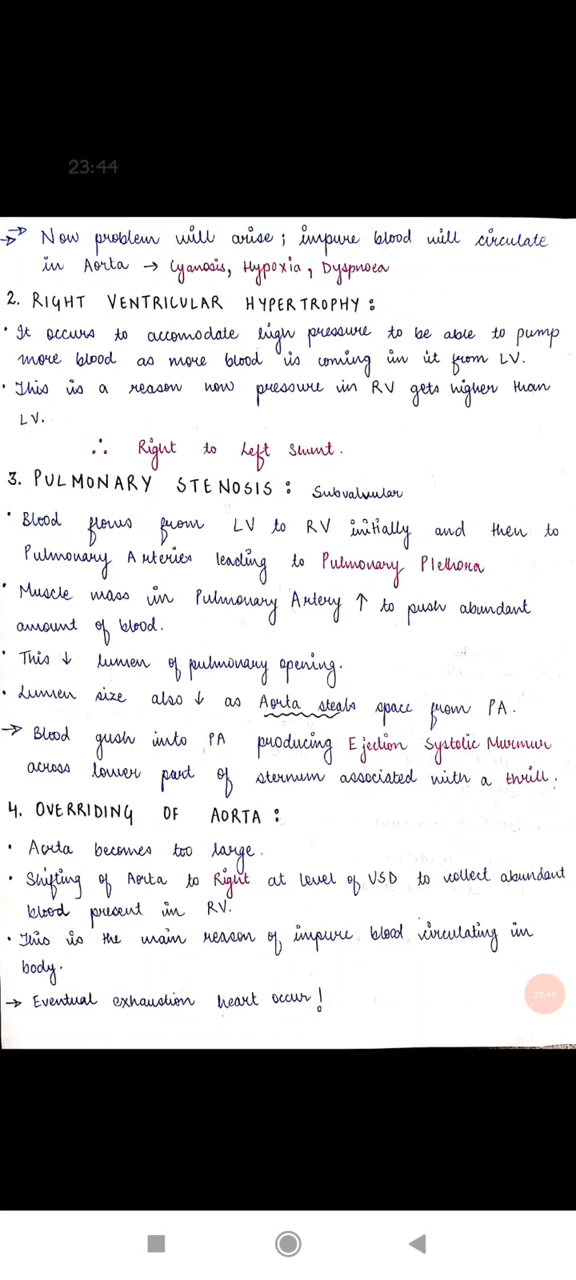 23:44
Now problem will arise ; impure blood will circulate
in Aorta → Cyanosis, Hypoxia, Dyspnoea
2. RIGHT VENTRICULAR HYPERTROPHY :
• It occurs to accomodate high pressure to be able to pump
more blood as more blood is coming in it from LV.
• This is a reason now pressure in RV gets higher than
LV.
∴ Right to Left Shunt.
3. PULMONARY STENOSIS : Subvalvular
• Blood flows from LV to RV initially and then to
Pulmonary Arteries leading to Pulmonary Plethora
• Muscle mass in Pulmonary Artery ↑ to push abundant
amount of blood.
• This ↓ lumen of pulmonary opening.
• Lumen size also ↓ as Aorta steals space from PA.
→ Blood gush into PA producing Ejection Systolic Murmur
across lower part of sternum associated with a thrill.
4. OVERRIDING OF AORTA :
• Aorta becomes too large.
• Shifting of Aorta to Right at level of VSD to collect abundant
blood present in RV.
• This is the main reason of impure blood circulating in
body.
→ Eventual exhaustion heart occur !
23:44